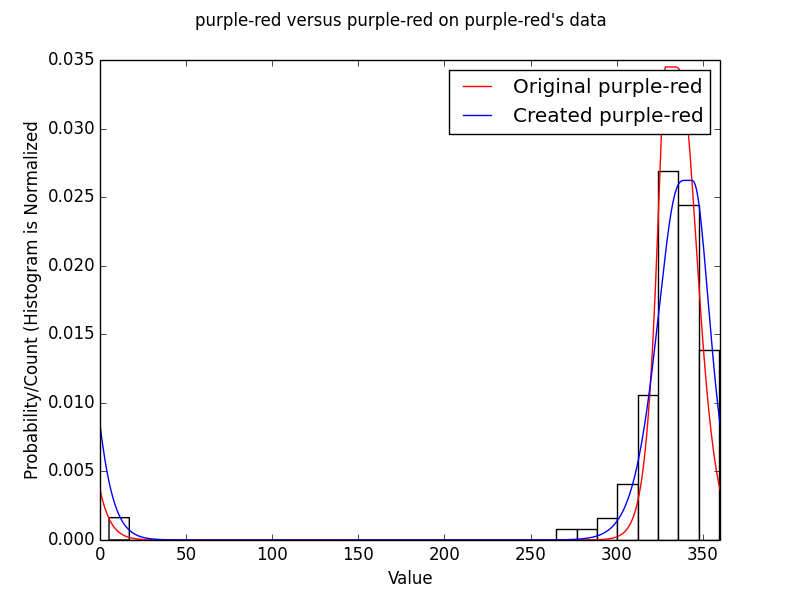 purple-red versus purple-red on purple-red's data
0.035
0.030
0.025
0.020
0.015
0.010
0.005
0.000
Probability/Count (Histogram is Normalized
Original purple-red
Created purple-red
0 50 100 150 200 250 300 350
Value